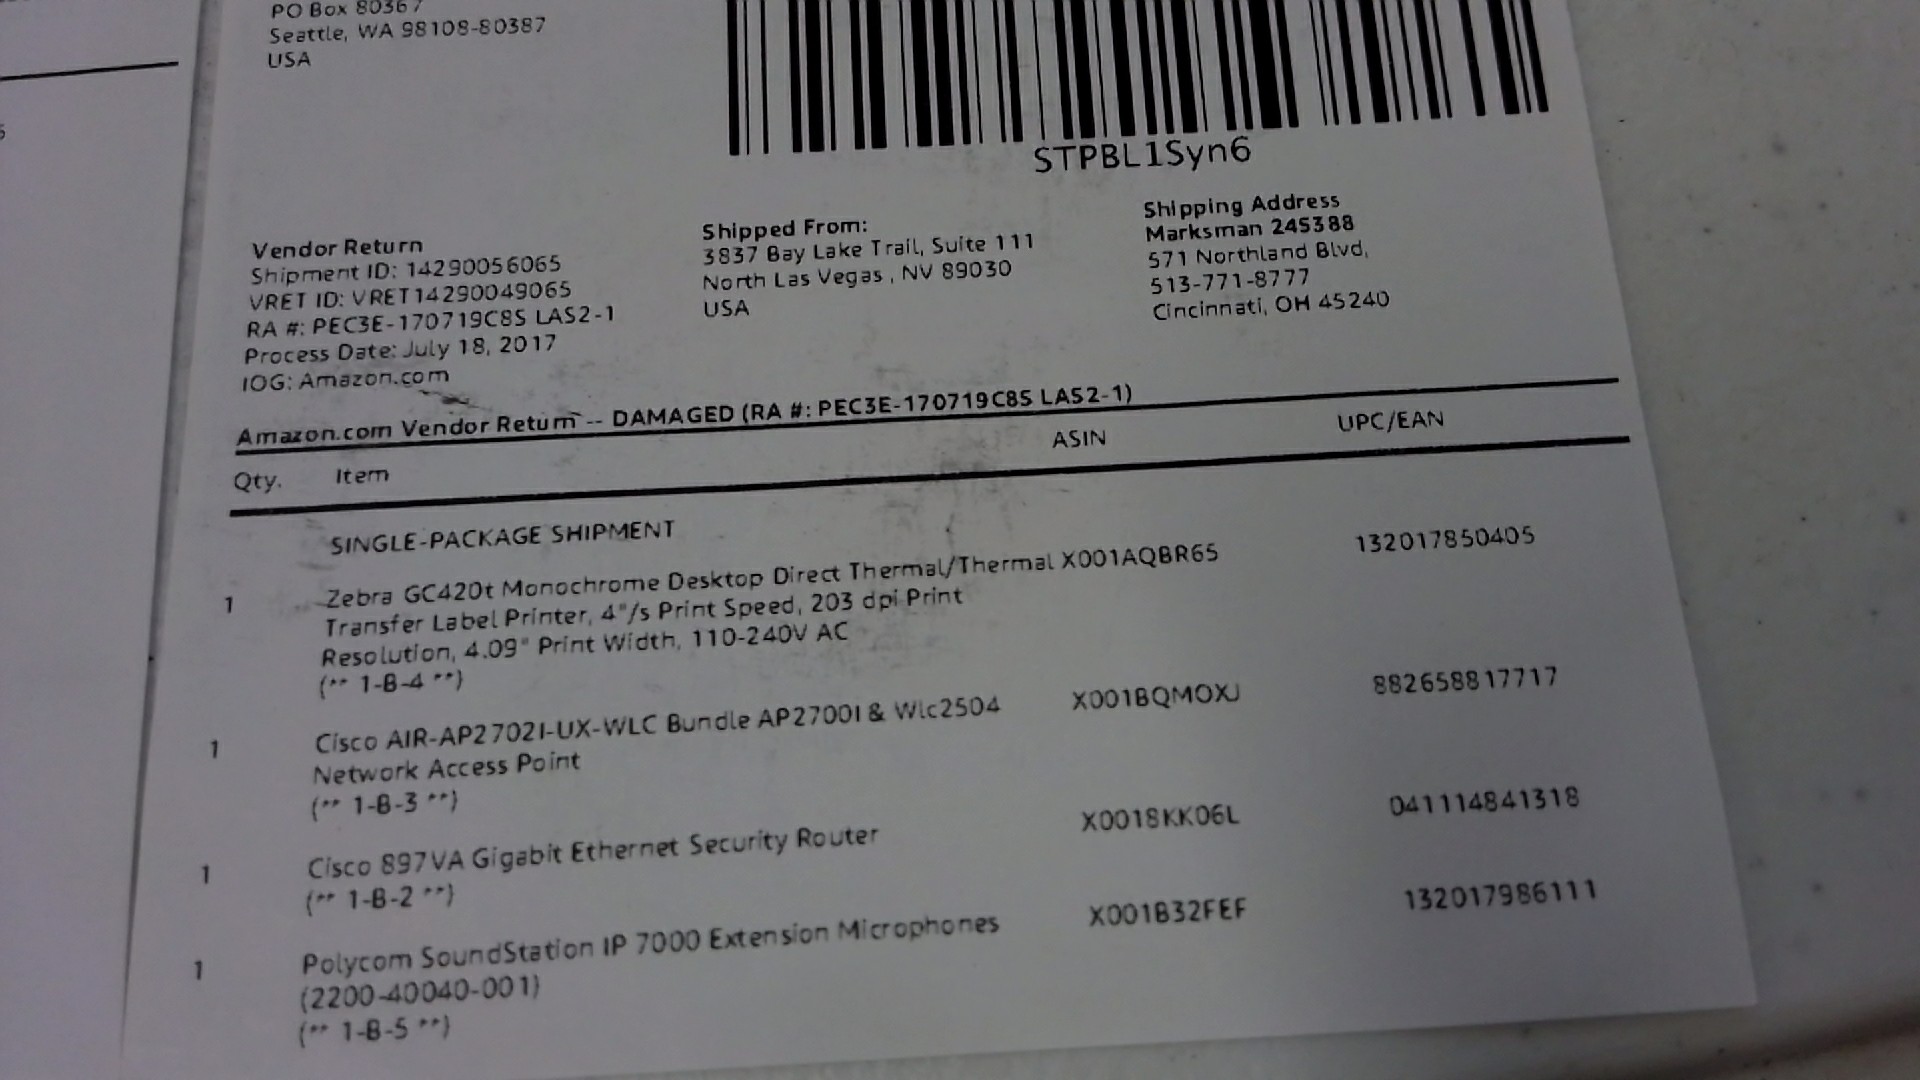 PO Box 80367
Seattle, WA 98108-80387
USA
STPBL1Syn6
Vendor Return
Shipment ID: 14290056065
VRET ID: VRET14290049065
RA #: PEC3E-170719C8S LAS2-1
Process Date: July 18, 2017
IOG: Amazon.com
Shipped From:
3837 Bay Lake Trail, Suite 111
North Las Vegas , NV 89030
USA
Shipping Address
Marksman 245388
571 Northland Blvd,
513-771-8777
Cincinnati, OH 45240
Amazon.com Vendor Return -- DAMAGED (RA #: PEC3E-170719C8S LAS2-1)
Qty. Item ASIN UPC/EAN
SINGLE-PACKAGE SHIPMENT
1 Zebra GC420t Monochrome Desktop Direct Thermal/Thermal X001AQBR65 132017850405
Transfer Label Printer, 4"/s Print Speed, 203 dpi Print
Resolution, 4.09" Print Width, 110-240V AC
(** 1-B-4 **)
1 Cisco AIR-AP2702I-UX-WLC Bundle AP2700I & Wlc2504 X001BQMOXJ 882658817717
Network Access Point
(** 1-B-3 **)
1 Cisco 897VA Gigabit Ethernet Security Router X0018KK06L 041114841318
(** 1-B-2 **)
1 Polycom SoundStation IP 7000 Extension Microphones X001B32FEF 132017986111
(2200-40040-001)
(** 1-B-5 **)